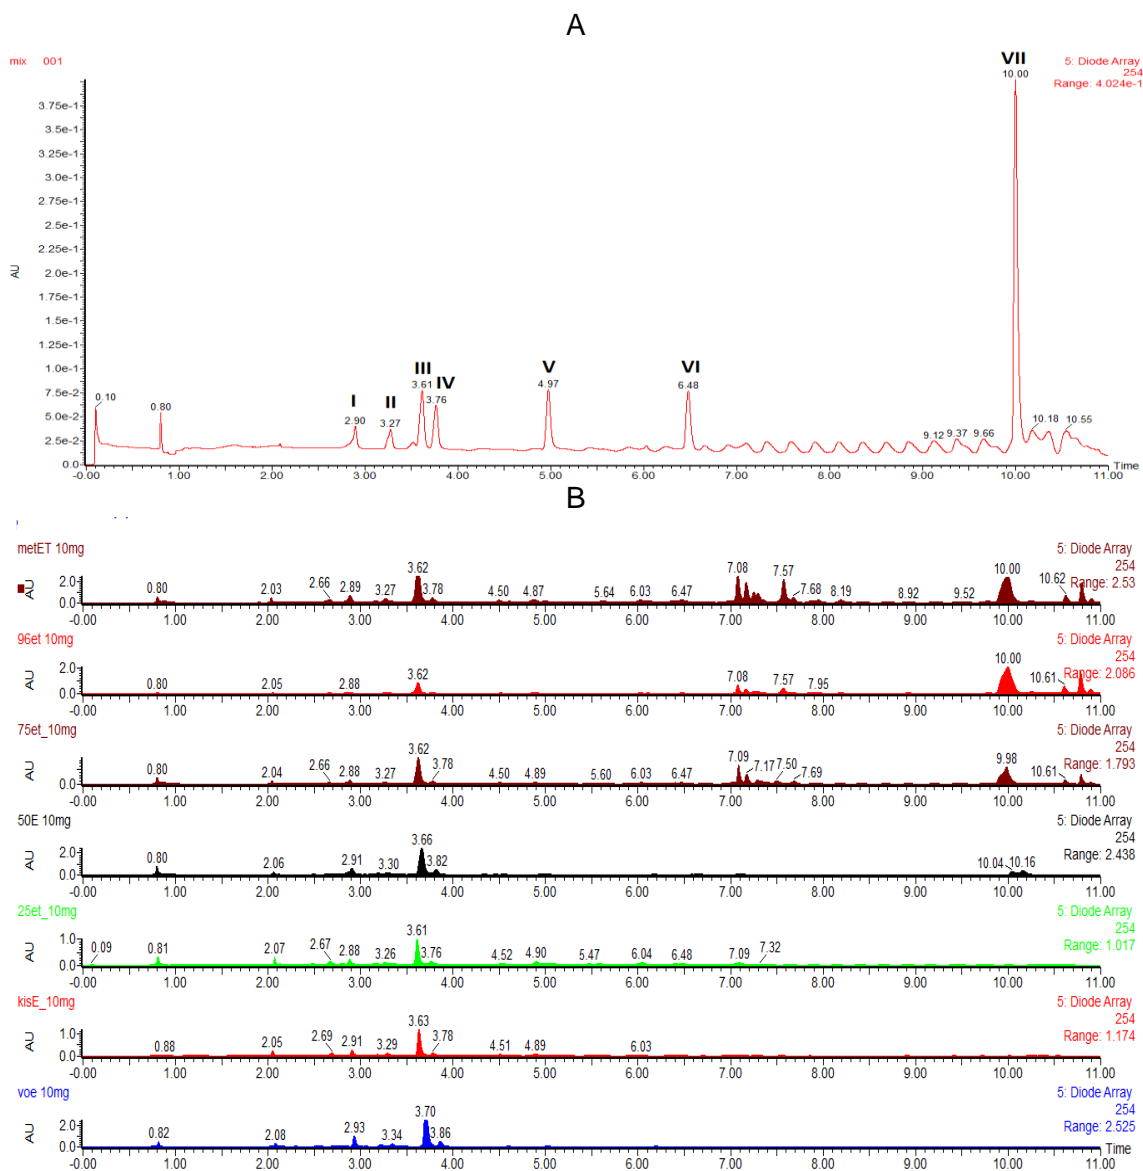 A
mix 001
5: Diode Array
254
Range: 4.024e-1
VII
10.00
3.75e-1
3.5e-1
3.25e-1
3.0e-1
2.75e-1
2.5e-1
2.25e-1
2.0e-1
1.75e-1
1.5e-1
1.25e-1
1.0e-1
7.5e-2
5.0e-2
2.5e-2
0.0
AU
0.10
0.80
I
2.90
II
3.27
III
3.61
IV
3.76
V
4.97
VI
6.48
9.12 9.37 9.66
10.18 10.55
-0.00 1.00 2.00 3.00 4.00 5.00 6.00 7.00 8.00 9.00 10.00 11.00
Time
B
metET 10mg
5: Diode Array
254
Range: 2.53
AU
2.0
0.0
0.80 2.03 2.66 2.89 3.27 3.62 3.78 4.50 4.87 5.64 6.03 6.47 7.08 7.57 7.68 8.19 8.92 9.52 10.00 10.62
-0.00 1.00 2.00 3.00 4.00 5.00 6.00 7.00 8.00 9.00 10.00 11.00
96et 10mg
5: Diode Array
254
Range: 2.086
AU
2.0
0.0
0.80 2.05 2.88 3.62 7.08 7.57 7.95 10.00 10.61
-0.00 1.00 2.00 3.00 4.00 5.00 6.00 7.00 8.00 9.00 10.00 11.00
75et_10mg
5: Diode Array
254
Range: 1.793
AU
0.0
0.80 2.04 2.66 2.88 3.27 3.62 3.78 4.50 4.89 5.60 6.03 6.47 7.09 7.17 7.50 7.69 9.98 10.61
-0.00 1.00 2.00 3.00 4.00 5.00 6.00 7.00 8.00 9.00 10.00 11.00
50E 10mg
5: Diode Array
254
Range: 2.438
AU
2.0
0.0
0.80 2.06 2.91 3.30 3.66 3.82 10.04 10.16
-0.00 1.00 2.00 3.00 4.00 5.00 6.00 7.00 8.00 9.00 10.00 11.00
25et_10mg
5: Diode Array
254
Range: 1.017
AU
1.0
0.0
0.09 0.81 2.07 2.67 2.88 3.26 3.61 3.76 4.52 4.90 5.47 6.04 6.48 7.09 7.32
-0.00 1.00 2.00 3.00 4.00 5.00 6.00 7.00 8.00 9.00 10.00 11.00
kisE_10mg
5: Diode Array
254
Range: 1.174
AU
1.0
0.0
0.88 2.05 2.69 2.91 3.29 3.63 3.78 4.51 4.89 6.03
-0.00 1.00 2.00 3.00 4.00 5.00 6.00 7.00 8.00 9.00 10.00 11.00
voe 10mg
5: Diode Array
254
Range: 2.525
AU
2.0
0.0
0.82 2.08 2.93 3.34 3.70 3.86
Time
-0.00 1.00 2.00 3.00 4.00 5.00 6.00 7.00 8.00 9.00 10.00 11.00